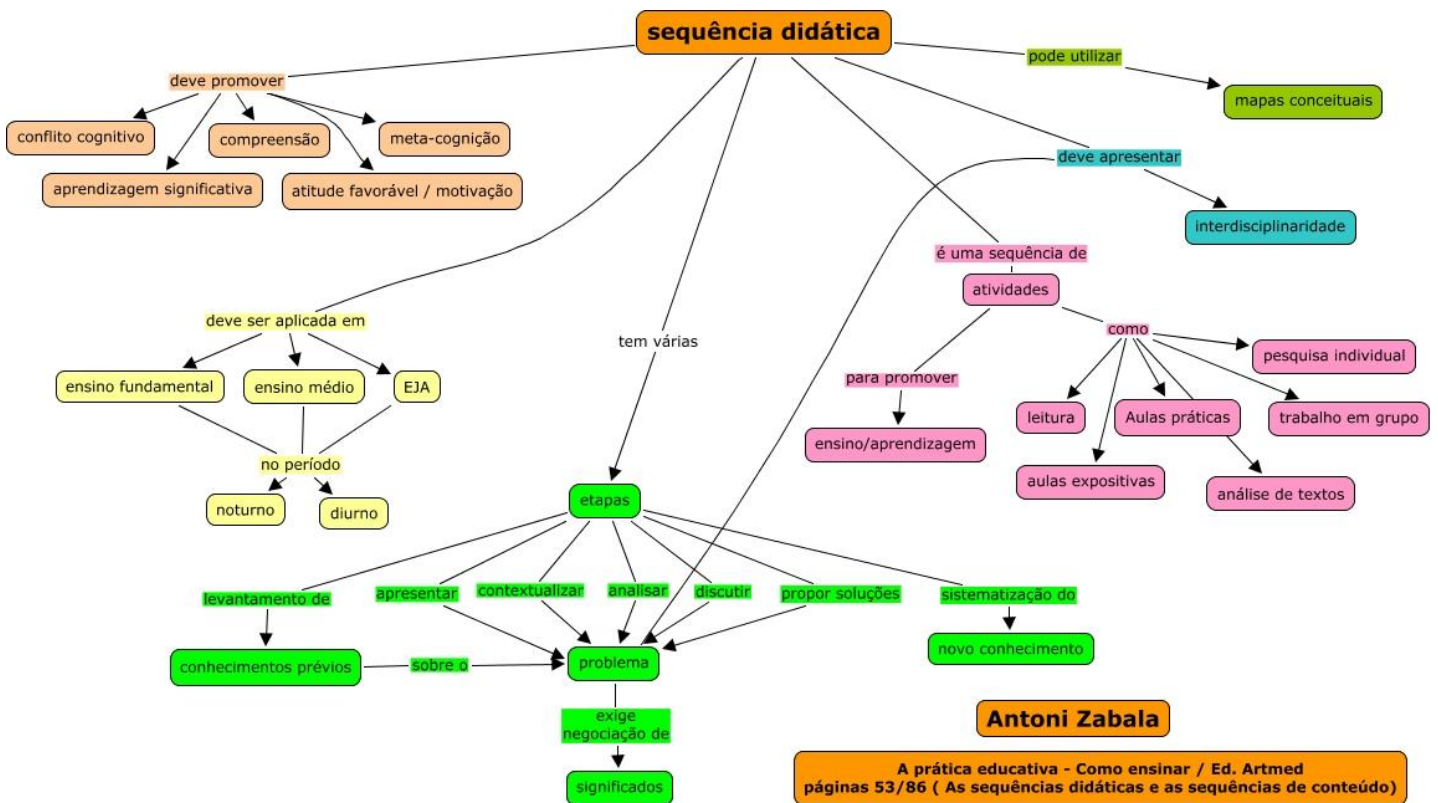 sequência didática
deve promover
conflito cognitivo
compreensão
meta-cognição
aprendizagem significativa
atitude favorável / motivação
pode utilizar
mapas conceituais
deve apresentar
interdisciplinaridade
é uma sequência de
atividades
para promover
ensino/aprendizagem
como
pesquisa individual
leitura
Aulas práticas
trabalho em grupo
aulas expositivas
análise de textos
deve ser aplicada em
ensino fundamental
ensino médio
EJA
no período
noturno
diurno
tem várias
etapas
levantamento de
apresentar
contextualizar
analisar
discutir
propor soluções
sistematização do
conhecimentos prévios
sobre o
problema
novo conhecimento
exige
negociação de
significados
Antoni Zabala
A prática educativa - Como ensinar / Ed. Artmed
páginas 53/86 ( As sequências didáticas e as sequências de conteúdo)